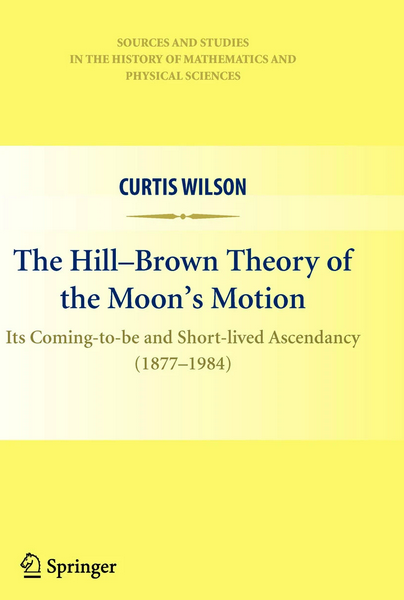 SOURCES AND STUDIES
IN THE HISTORY OF MATHEMATICS AND
PHYSICAL SCIENCES
CURTIS WILSON
The Hill–Brown Theory of
the Moon's Motion
Its Coming-to-be and Short-lived Ascendancy
(1877–1984)
Springer